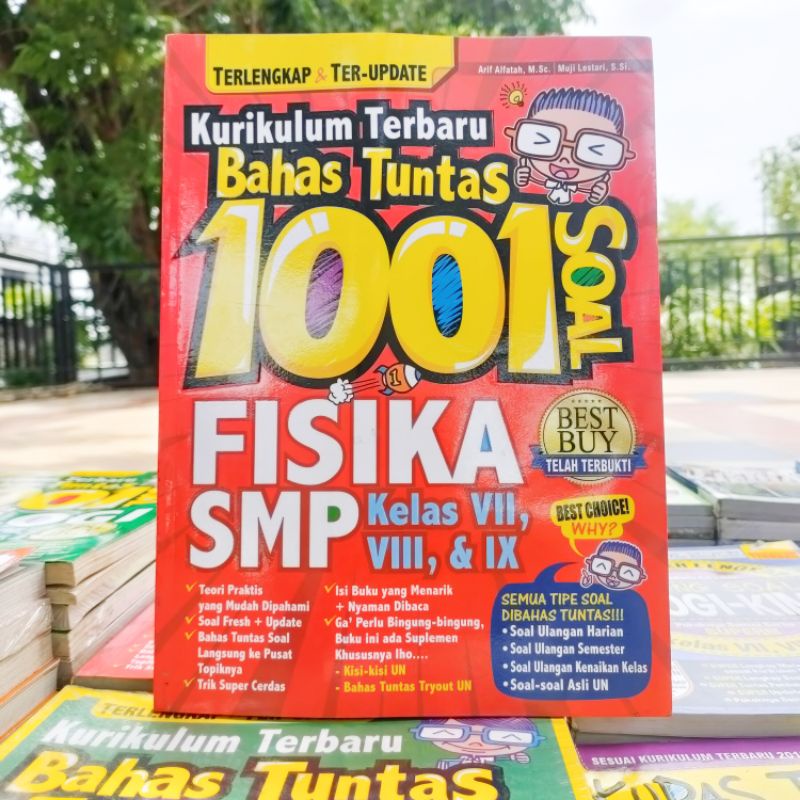 TERLENGKAP & TER-UPDATE
Arif Alfatah, M.Sc. | Muji Lestari, S.Si.
Kurikulum Terbaru
Bahas Tuntas
1001
SOAL
1
FISIKA
SMP Kelas VII,
VIII, & IX
BEST
BUY
TELAH TERBUKTI
BEST CHOICE!
WHY?
Teori Praktis
yang Mudah Dipahami
Soal Fresh + Update
Bahas Tuntas Soal
Langsung ke Pusat
Topiknya
Trik Super Cerdas
Isi Buku yang Menarik
+ Nyaman Dibaca
Ga' Perlu Bingung-bingung,
Buku ini ada Suplemen
Khususnya lho....
- Kisi-kisi UN
- Bahas Tuntas Tryout UN
SEMUA TIPE SOAL
DIBAHAS TUNTAS!!!
• Soal Ulangan Harian
• Soal Ulangan Semester
• Soal Ulangan Kenaikan Kelas
• Soal-soal Asli UN
Terbaru
TERLENGKAP
Kurikulum Terbaru
Bahas Tuntas
SESUAI KURIKULUM TERBARU